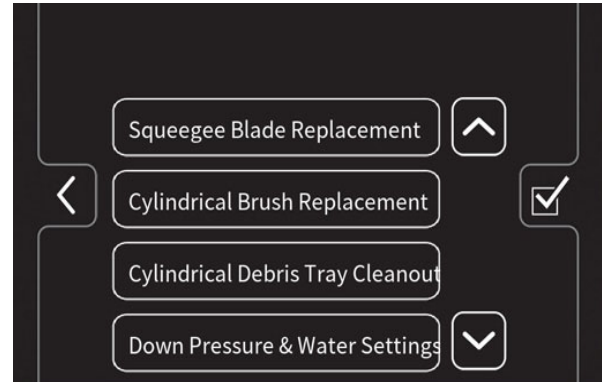 Squeegee Blade Replacement
Cylindrical Brush Replacement
Cylindrical Debris Tray Cleanout
Down Pressure & Water Settings